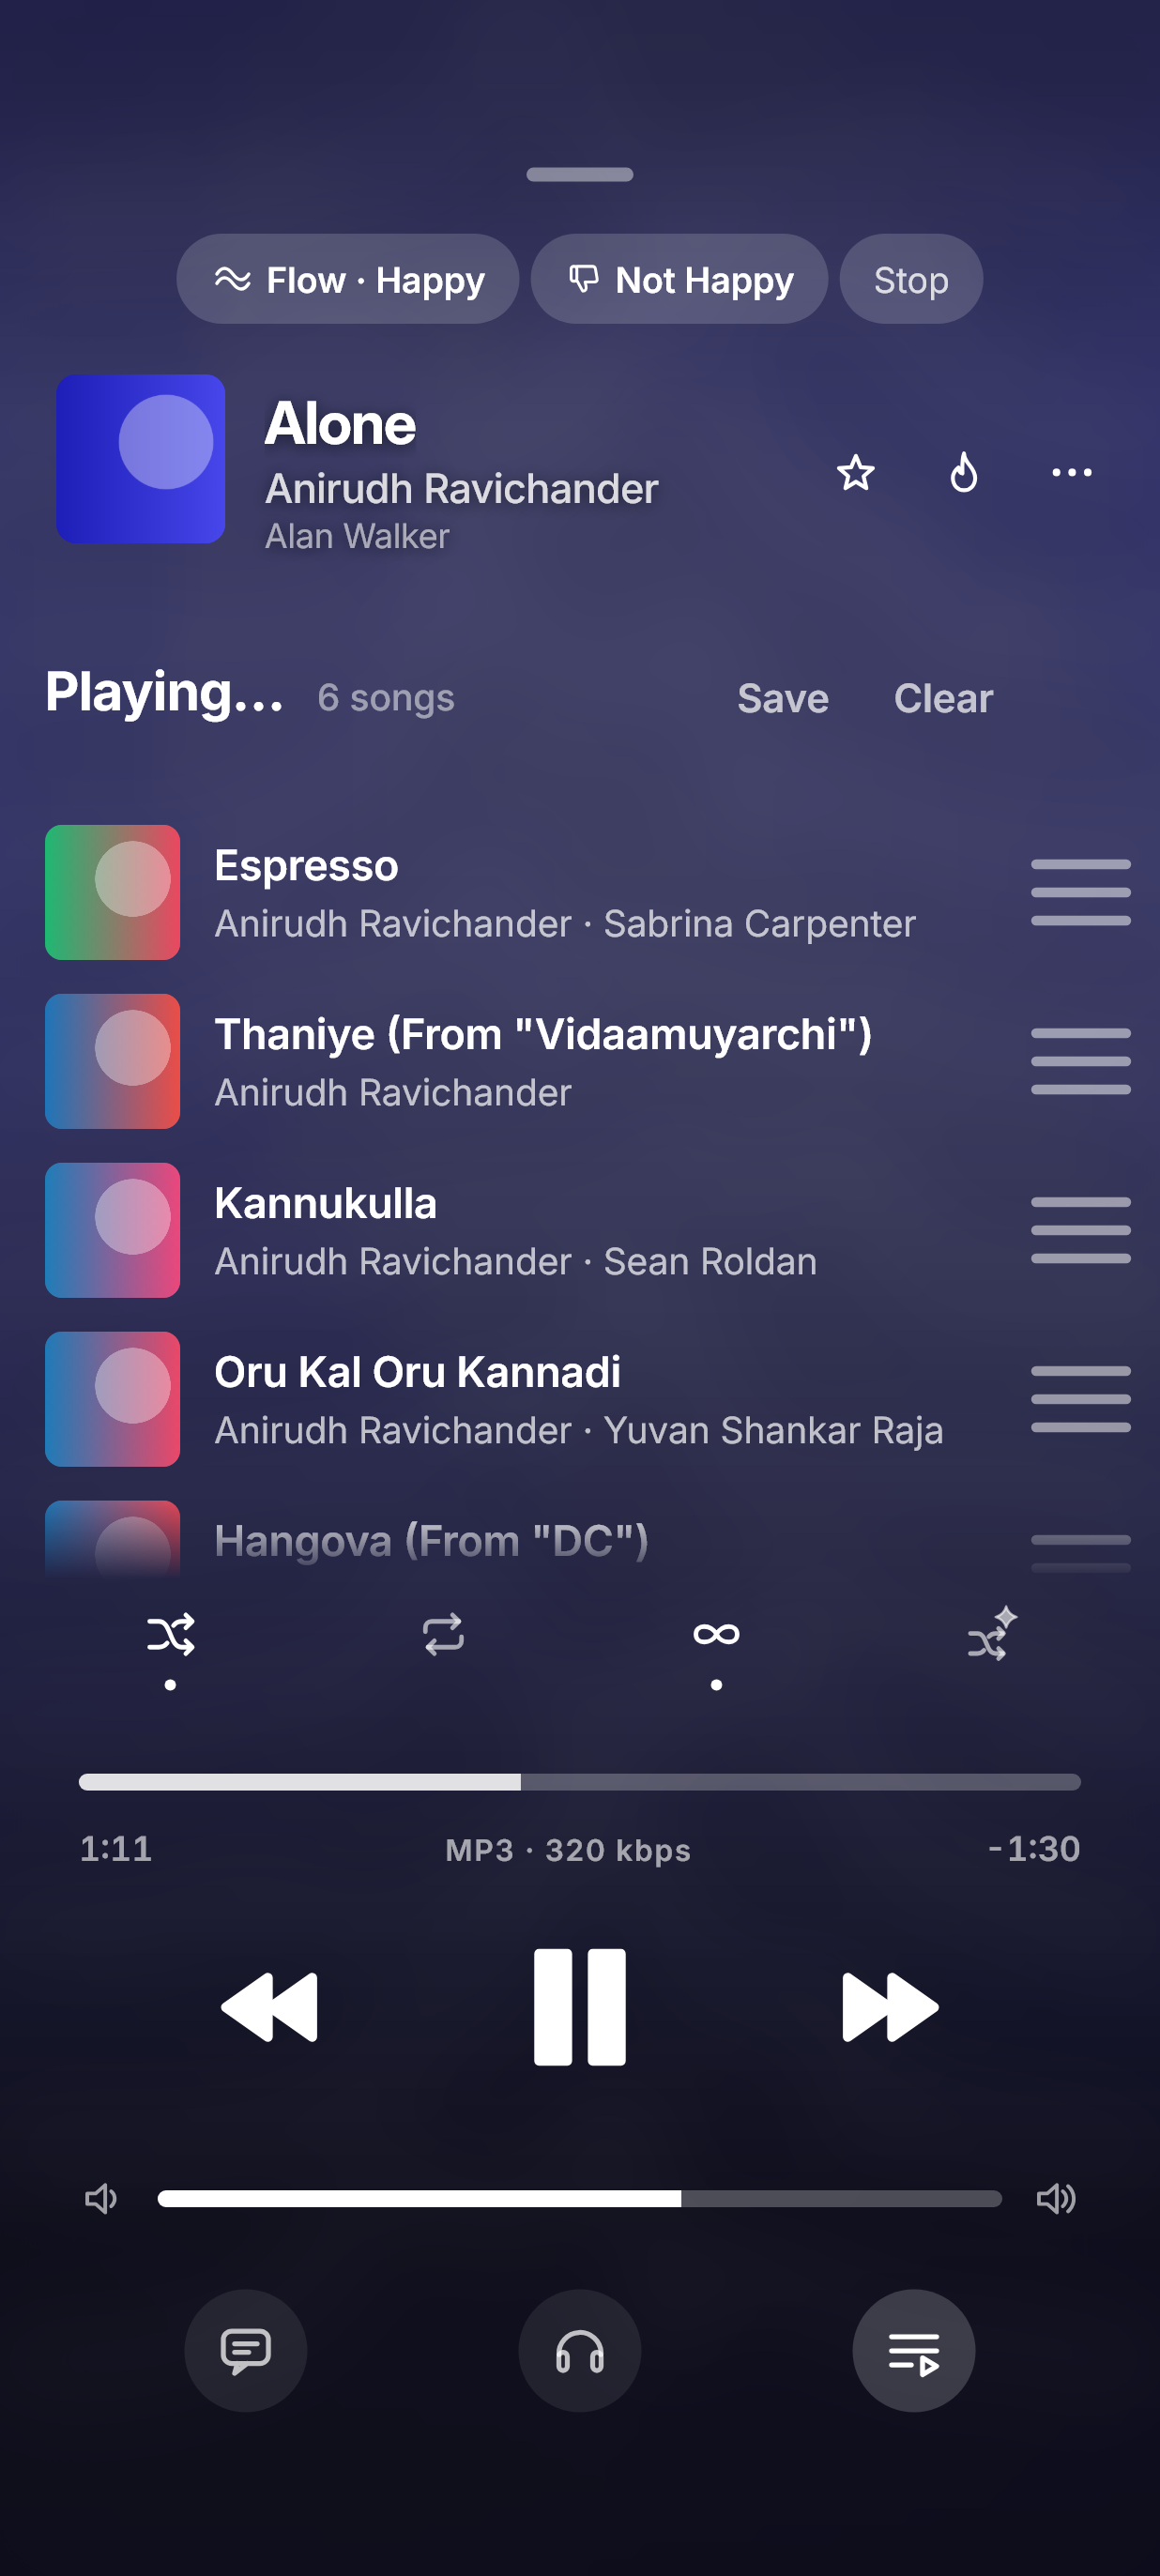 Flow · Happy
Not Happy
Stop
Alone
Anirudh Ravichander
Alan Walker
Playing...
6 songs
Save
Clear
Espresso
Anirudh Ravichander · Sabrina Carpenter
Thaniye (From "Vidaamuyarchi")
Anirudh Ravichander
Kannukulla
Anirudh Ravichander · Sean Roldan
Oru Kal Oru Kannadi
Anirudh Ravichander · Yuvan Shankar Raja
Hangova (From "DC")
1:11
MP3 · 320 kbps
-1:30